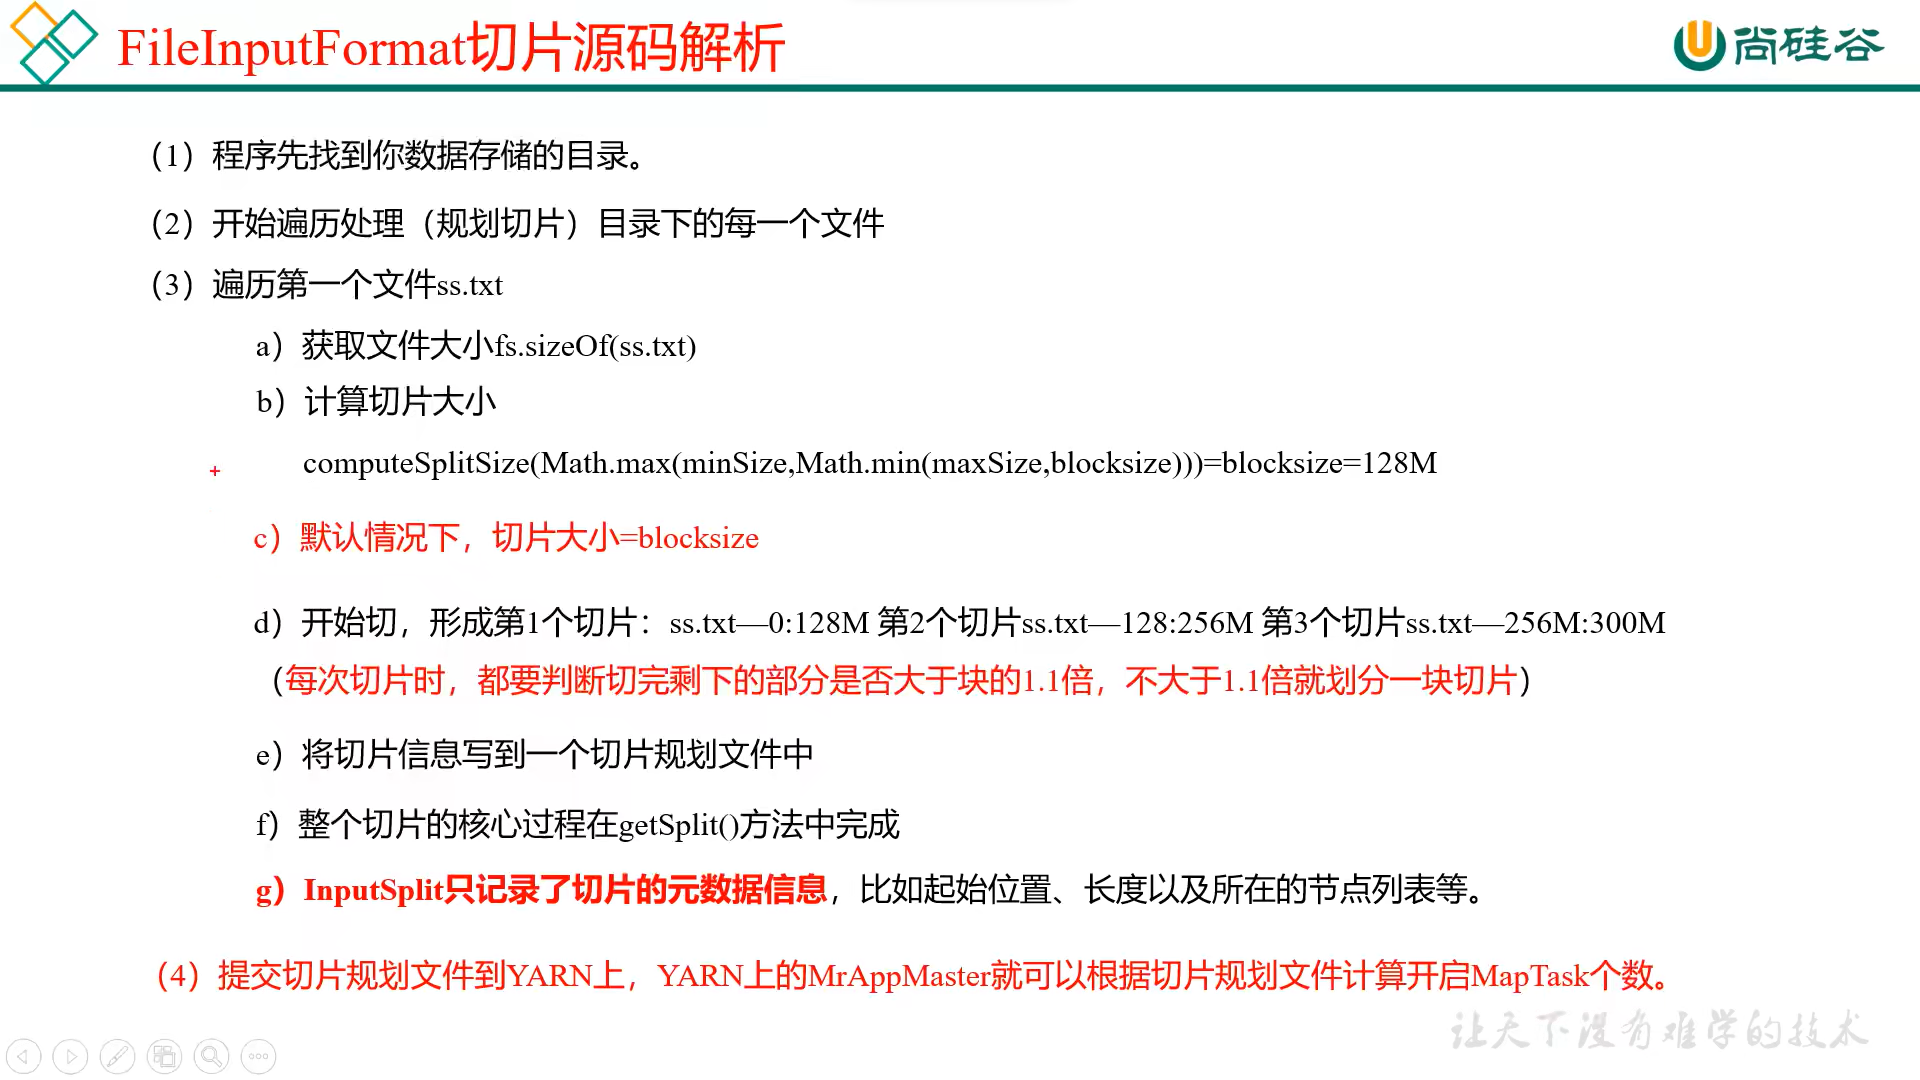 FileInputFormat切片源码解析
尚硅谷
（1）程序先找到你数据存储的目录。
（2）开始遍历处理（规划切片）目录下的每一个文件
（3）遍历第一个文件ss.txt
a）获取文件大小fs.sizeOf(ss.txt)
b）计算切片大小
computeSplitSize(Math.max(minSize,Math.min(maxSize,blocksize)))=blocksize=128M
c）默认情况下，切片大小=blocksize
d）开始切，形成第1个切片：ss.txt—0:128M 第2个切片ss.txt—128:256M 第3个切片ss.txt—256M:300M
（每次切片时，都要判断切完剩下的部分是否大于块的1.1倍，不大于1.1倍就划分一块切片）
e）将切片信息写到一个切片规划文件中
f）整个切片的核心过程在getSplit()方法中完成
g）InputSplit只记录了切片的元数据信息，比如起始位置、长度以及所在的节点列表等。
（4）提交切片规划文件到YARN上，YARN上的MrAppMaster就可以根据切片规划文件计算开启MapTask个数。
让天下没有难学的技术